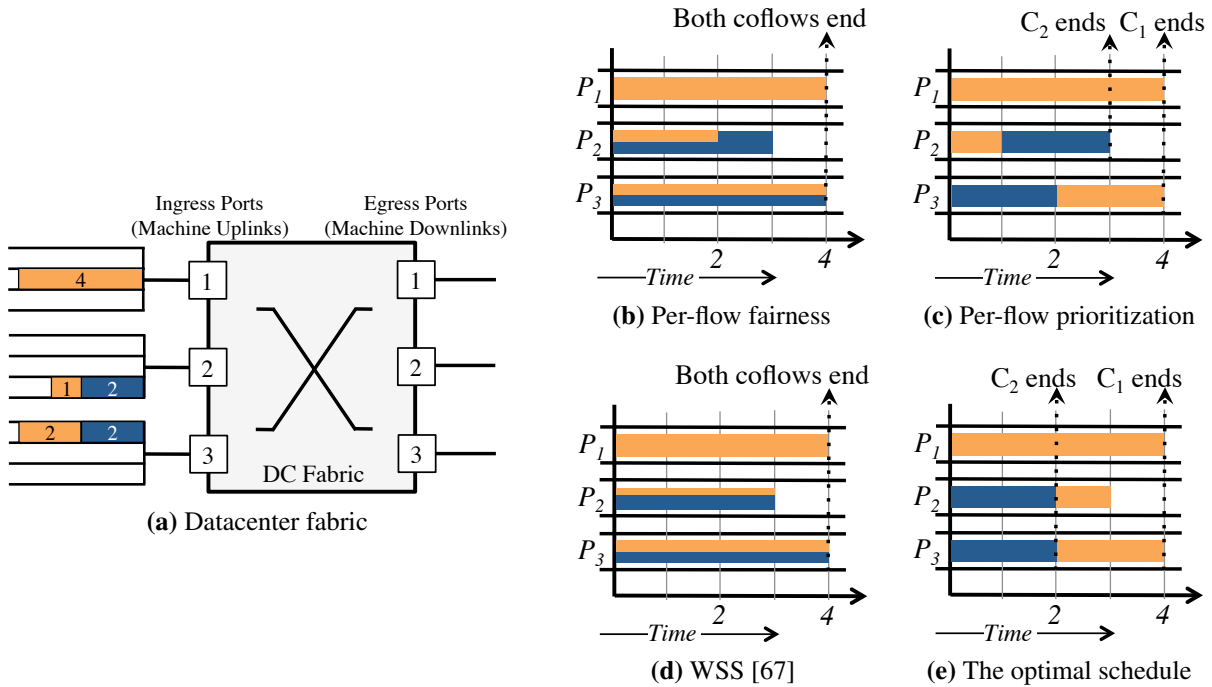 Ingress Ports
(Machine Uplinks)
Egress Ports
(Machine Downlinks)
4
1
1
1 2
2
2
2 2
3
3
DC Fabric
(a) Datacenter fabric
Both coflows end
P1
P2
P3
2
4
Time
(b) Per-flow fairness
C2 ends
C1 ends
P1
P2
P3
2
4
Time
(c) Per-flow prioritization
Both coflows end
P1
P2
P3
2
4
Time
(d) WSS [67]
C2 ends
C1 ends
P1
P2
P3
2
4
Time
(e) The optimal schedule